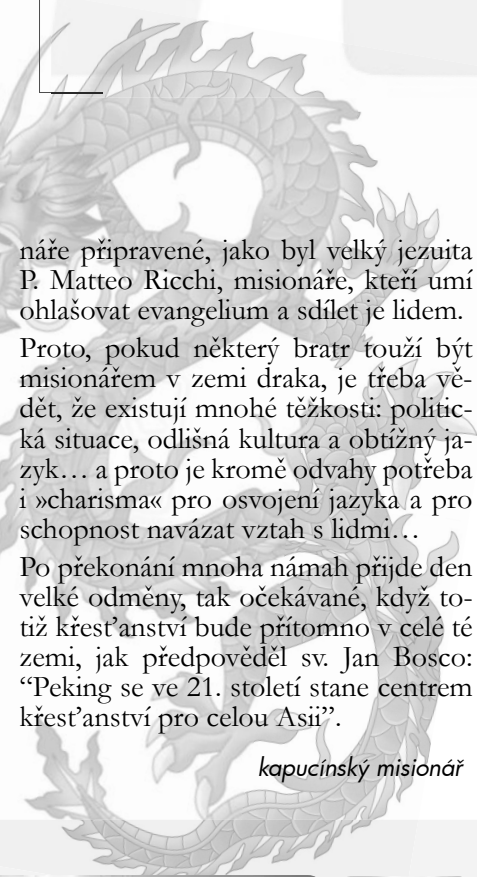 náře připravené, jako byl velký jezuita
P. Matteo Ricchi, misionáře, kteří umí
ohlašovat evangelium a sdílet je lidem.
Proto, pokud některý bratr touží být
misionářem v zemi draka, je třeba vě-
dět, že existují mnohé těžkosti: politic-
ká situace, odlišná kultura a obtížný ja-
zyk… a proto je kromě odvahy potřeba
i »charisma« pro osvojení jazyka a pro
schopnost navázat vztah s lidmi…
Po překonání mnoha námah přijde den
velké odměny, tak očekávané, když to-
tiž křest’anství bude přítomno v celé té
zemi, jak předpověděl sv. Jan Bosco:
“Peking se ve 21. století stane centrem
křest’anství pro celou Asii”.
kapucínský misionář